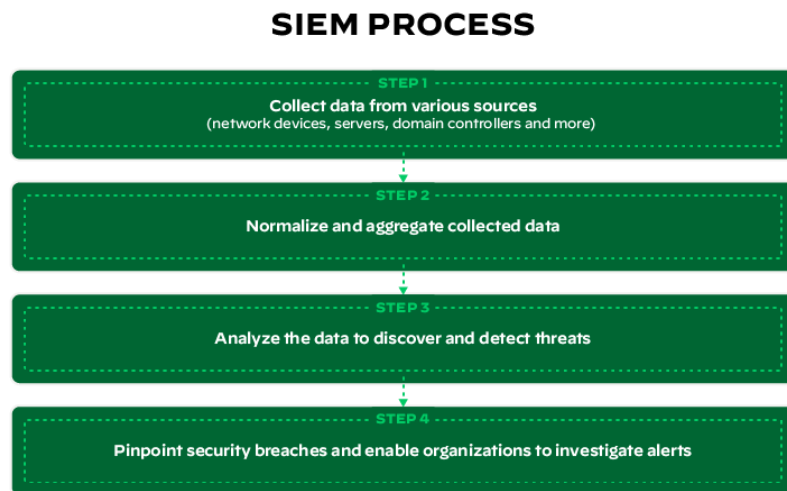 SIEM PROCESS
STEP 1
Collect data from various sources
(network devices, servers, domain controllers and more)
STEP 2
Normalize and aggregate collected data
STEP 3
Analyze the data to discover and detect threats
STEP 4
Pinpoint security breaches and enable organizations to investigate alerts